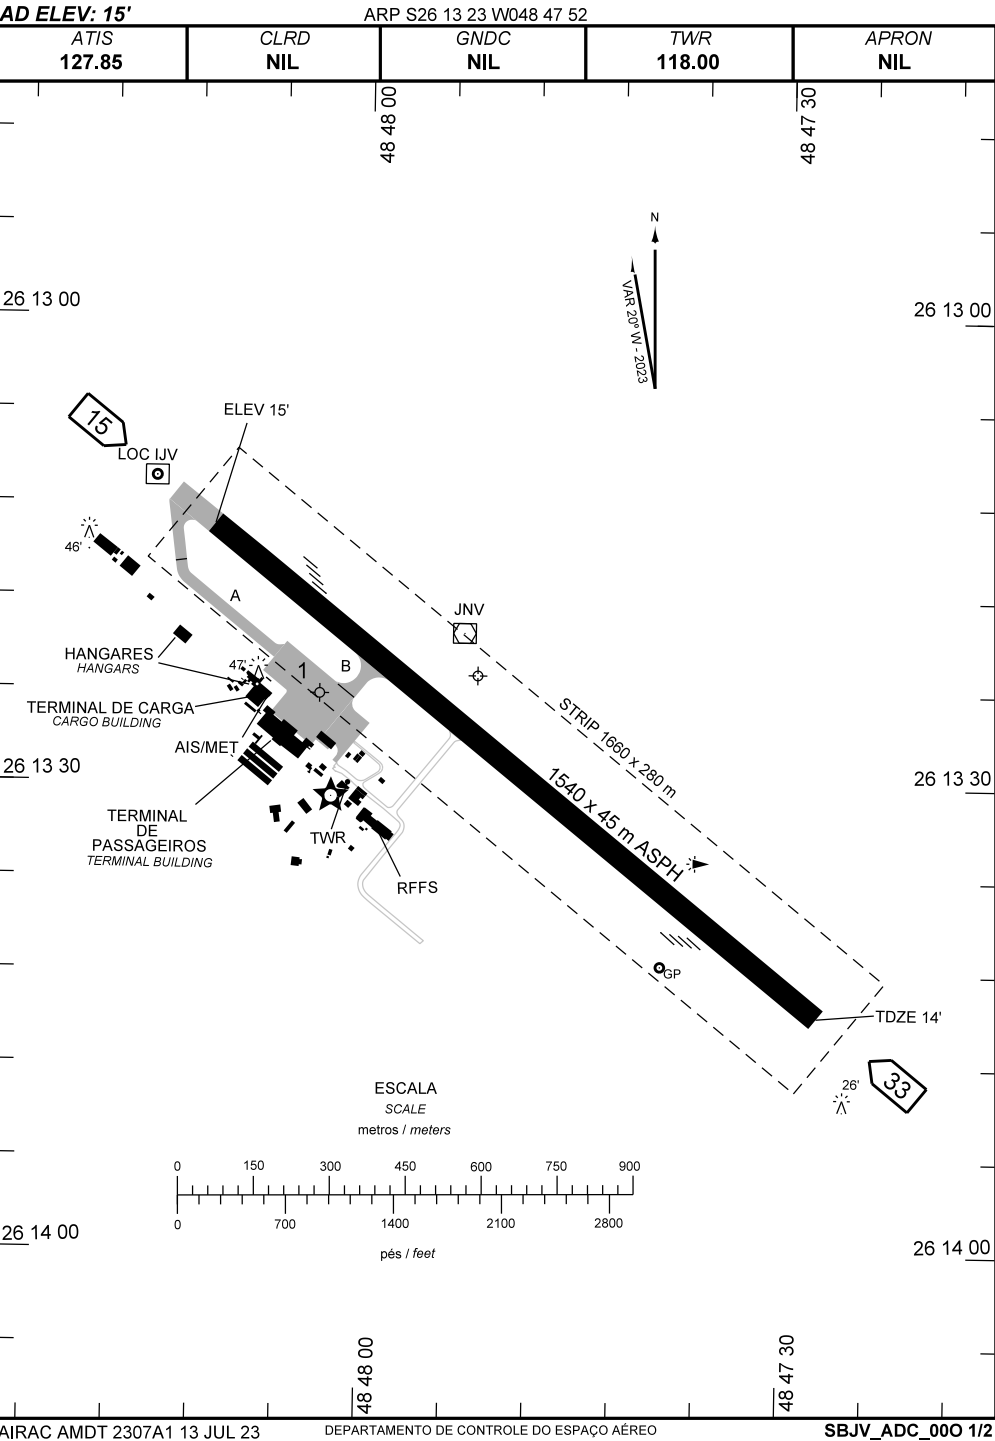 AD ELEV: 15'
ARP S26 13 23 W048 47 52
ATIS
127.85
CLRD
NIL
GNDC
NIL
TWR
118.00
APRON
NIL
48 48 00
48 47 30
N
VAR 20° W - 2023
26 13 00
26 13 00
15
ELEV 15'
LOC IJV
46'
A
JNV
HANGARES
HANGARS
47'
1
B
TERMINAL DE CARGA
CARGO BUILDING
STRIP 1660 x 280 m
AIS/MET
26 13 30
26 13 30
1540 x 45 m ASPH
TERMINAL
DE
PASSAGEIROS
TERMINAL BUILDING
TWR
RFFS
GP
TDZE 14'
33
26'
ESCALA
SCALE
metros / meters
0 150 300 450 600 750 900
0 700 1400 2100 2800
pés / feet
26 14 00
26 14 00
48 48 00
48 47 30
AIRAC AMDT 2307A1 13 JUL 23
DEPARTAMENTO DE CONTROLE DO ESPAÇO AÉREO
SBJV_ADC_00O 1/2